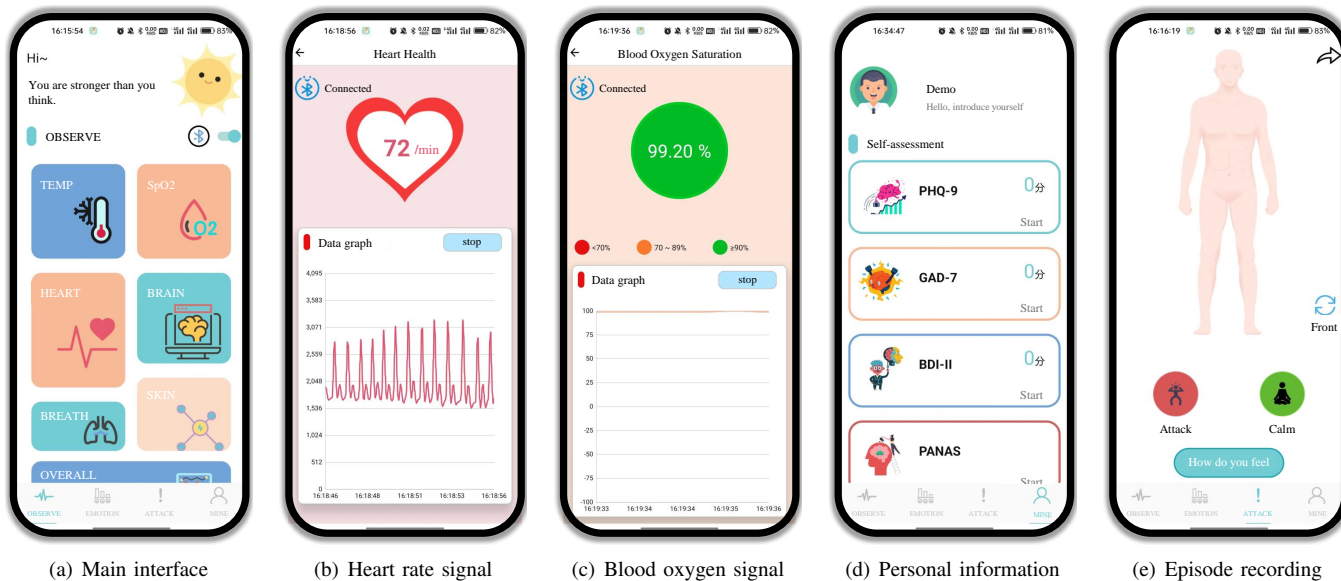 16:15:54
0.00
83%
Hi~
You are stronger than you
think.
OBSERVE
TEMP
SpO2
O2
HEART
BRAIN
BREATH
SKIN
OVERALL
OBSERVE EMOTION ATTACK MINE
(a) Main interface
16:18:56
0.02
82%
Heart Health
Connected
72 /min
Data graph
stop
4,095
3,583
3,071
2,559
2,048
1,536
1,024
512
0
16:18:46 16:18:48 16:18:51 16:18:53 16:18:56
(b) Heart rate signal
16:19:36
82%
Blood Oxygen Saturation
Connected
99.20 %
<70% 70 ~ 89% ≥90%
Data graph
stop
100
75
50
25
0
-25
-50
-75
-100
16:19:33 16:19:34 16:19:34 16:19:35 16:19:36
(c) Blood oxygen signal
16:34:47
81%
Demo
Hello, introduce yourself
Self-assessment
PHQ-9
0分
Start
GAD-7
0分
Start
BDI-II
0分
Start
PANAS
Start
OBSERVE EMOTION ATTACK MINE
(d) Personal information
16:16:19
83%
Front
Attack
Calm
How do you feel
OBSERVE EMOTION ATTACK MINE
(e) Episode recording